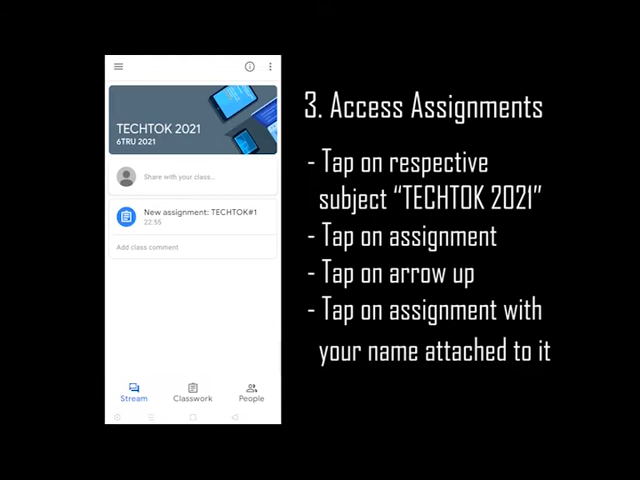 TECHTOK 2021
6TRU 2021
Share with your class...
New assignment: TECHTOK#1
22:55
Add class comment
Stream
Classwork
People
3. Access Assignments
- Tap on respective
subject “TECHTOK 2021”
- Tap on assignment
- Tap on arrow up
- Tap on assignment with
your name attached to it